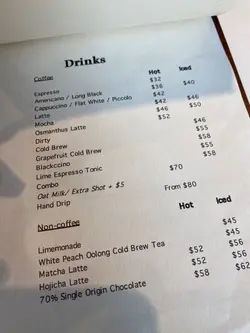 Drinks
Coffee Hot Iced
Espresso $32
Americano / Long Black $36 $40
Cappuccino / Flat White / Piccolo $42
Latte $42 $46
Mocha $46 $50
Osmanthus Latte $52
Dirty $46
Cold Brew $55
Grapefruit Cold Brew
Blackccino $55
Lime Espresso Tonic $58
Combo $70
Oat Milk/ Extra Shot + $5
Hand Drip From $80
Non-coffee Hot Iced
Limemonade $45
White Peach Oolong Cold Brew Tea $45
Matcha Latte $52 $56
Hojicha Latte $52 $56
70% Single Origin Chocolate $58 $62